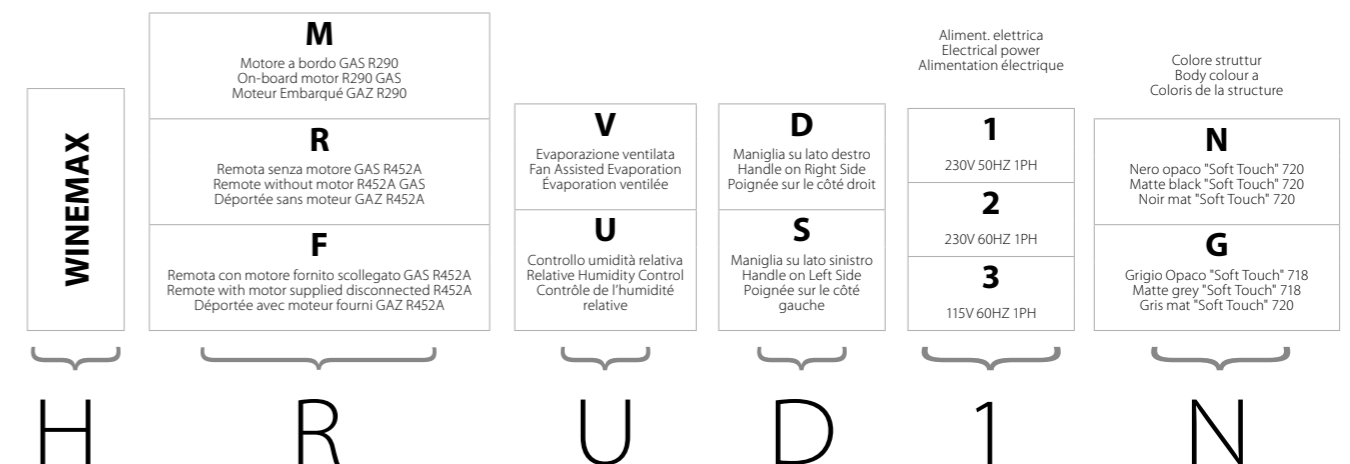 WINEMAX
M
Motore a bordo GAS R290
On-board motor R290 GAS
Moteur Embarqué GAZ R290
R
Remota senza motore GAS R452A
Remote without motor R452A GAS
Déportée sans moteur GAZ R452A
F
Remota con motore fornito scollegato GAS R452A
Remote with motor supplied disconnected R452A
Déportée avec moteur fourni GAZ R452A
V
Evaporazione ventilata
Fan Assisted Evaporation
Évaporation ventilée
U
Controllo umidità relativa
Relative Humidity Control
Contrôle de l'humidité
relative
D
Maniglia su lato destro
Handle on Right Side
Poignée sur le côté droit
S
Maniglia su lato sinistro
Handle on Left Side
Poignée sur le côté
gauche
Aliment. elettrica
Electrical power
Alimentation électrique
1
230V 50HZ 1PH
2
230V 60HZ 1PH
3
115V 60HZ 1PH
Colore struttur
Body colour a
Coloris de la structure
N
Nero opaco "Soft Touch" 720
Matte black "Soft Touch" 720
Noir mat "Soft Touch" 720
G
Grigio Opaco "Soft Touch" 718
Matte grey "Soft Touch" 718
Gris mat "Soft Touch" 720
H R U D 1 N